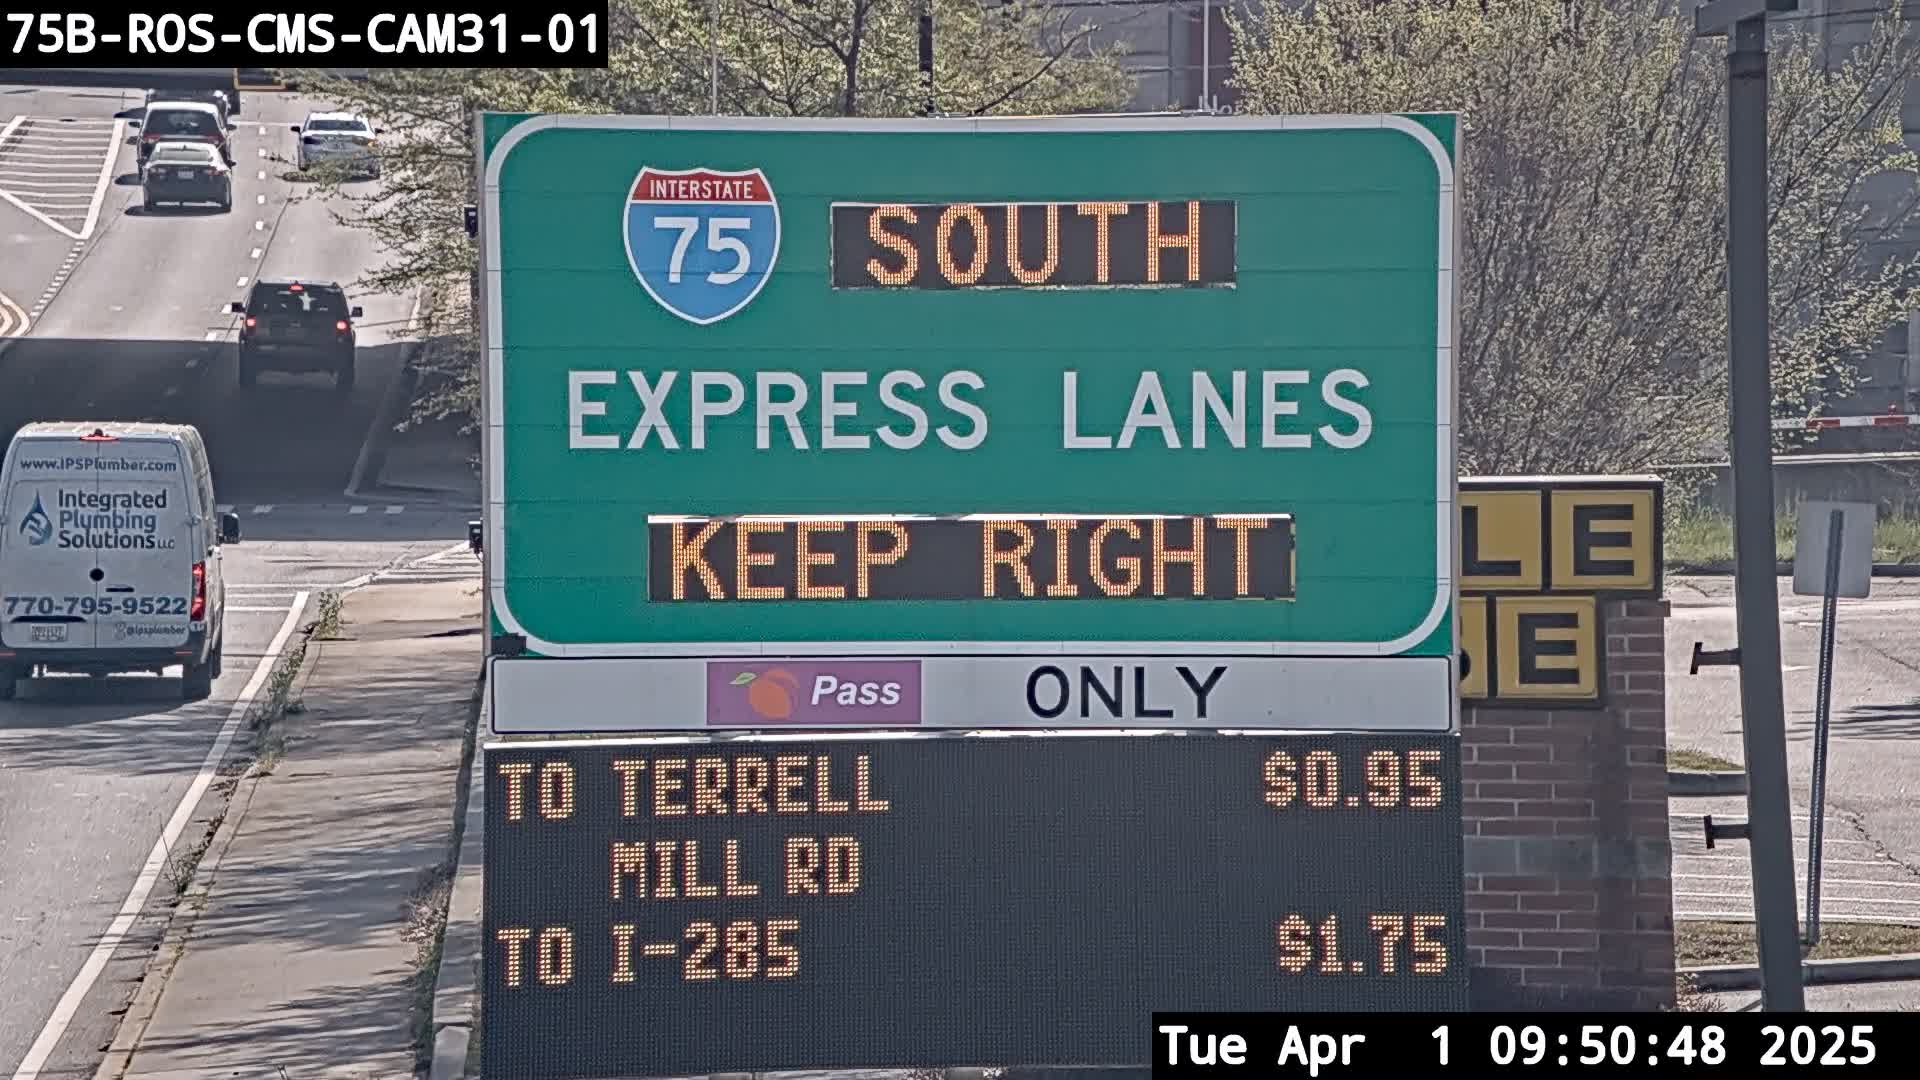 75B-ROS-CMS-CAM31-01
INTERSTATE
75
SOUTH
EXPRESS LANES
KEEP RIGHT
Pass ONLY
TO TERRELL $0.95
MILL RD
TO I-285 $1.75
www.IPSPlumber.com
Integrated
Plumbing
Solutions LLC
770-795-9522
@ipsplumber
LE
E
Tue Apr 1 09:50:48 2025